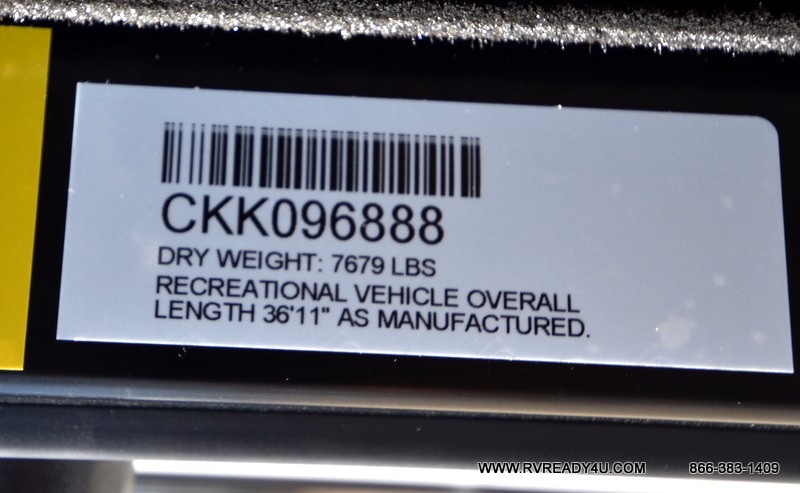 CKK096888
DRY WEIGHT: 7679 LBS
RECREATIONAL VEHICLE OVERALL
LENGTH 36'11" AS MANUFACTURED.
WWW.RVREADY4U.COM 866-383-1409